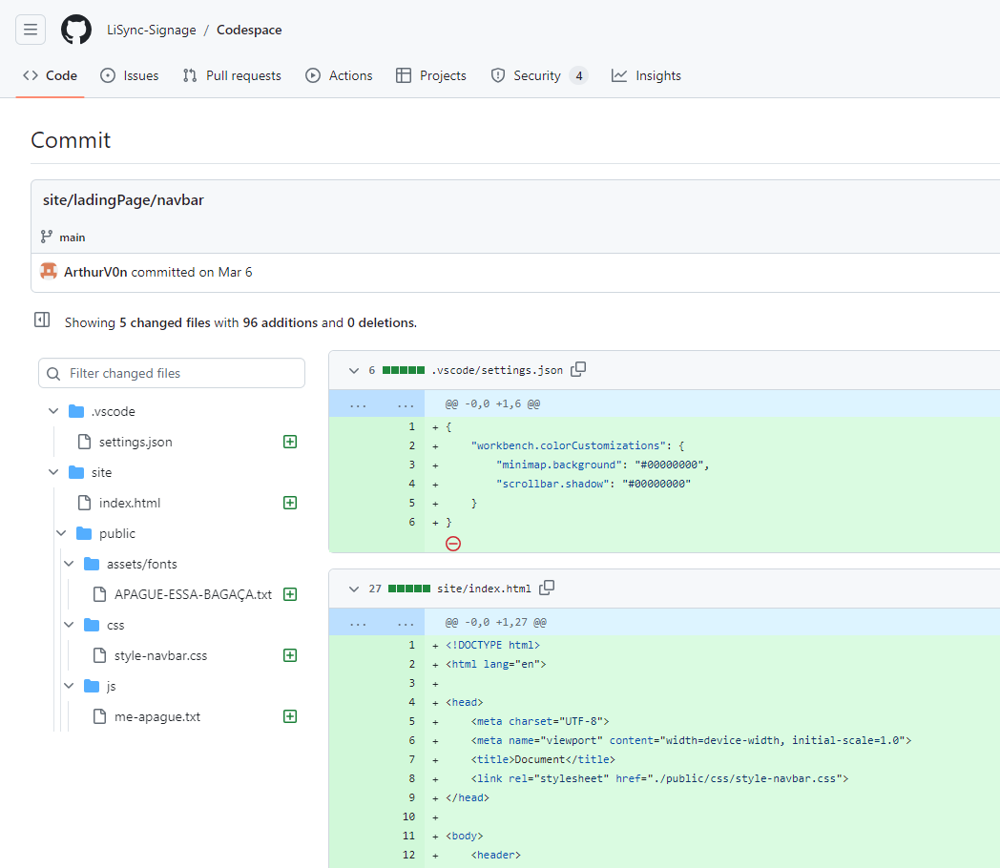 LiSync-Signage / Codespace
Code Issues Pull requests Actions Projects Security 4 Insights
Commit
site/ladingPage/navbar
main
ArthurV0n committed on Mar 6
Showing 5 changed files with 96 additions and 0 deletions.
Filter changed files
.vscode
settings.json
site
index.html
public
assets/fonts
APAGUE-ESSA-BAGAÇA.txt
css
style-navbar.css
js
me-apague.txt
6 .vscode/settings.json
... ... @@ -0,0 +1,6 @@
1 + {
2 +     "workbench.colorCustomizations": {
3 +         "minimap.background": "#00000000",
4 +         "scrollbar.shadow": "#00000000"
5 +     }
6 + }
27 site/index.html
... ... @@ -0,0 +1,27 @@
1 + <!DOCTYPE html>
2 + <html lang="en">
3 +
4 + <head>
5 +     <meta charset="UTF-8">
6 +     <meta name="viewport" content="width=device-width, initial-scale=1.0">
7 +     <title>Document</title>
8 +     <link rel="stylesheet" href="./public/css/style-navbar.css">
9 + </head>
10 +
11 + <body>
12 +     <header>